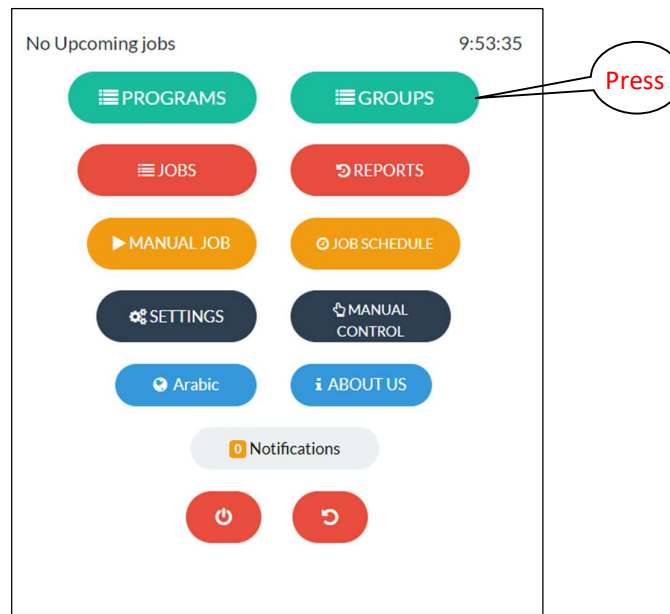 No Upcoming jobs 9:53:35
PROGRAMS GROUPS
Press
JOBS REPORTS
MANUAL JOB JOB SCHEDULE
SETTINGS MANUAL
CONTROL
Arabic ABOUT US
0 Notifications